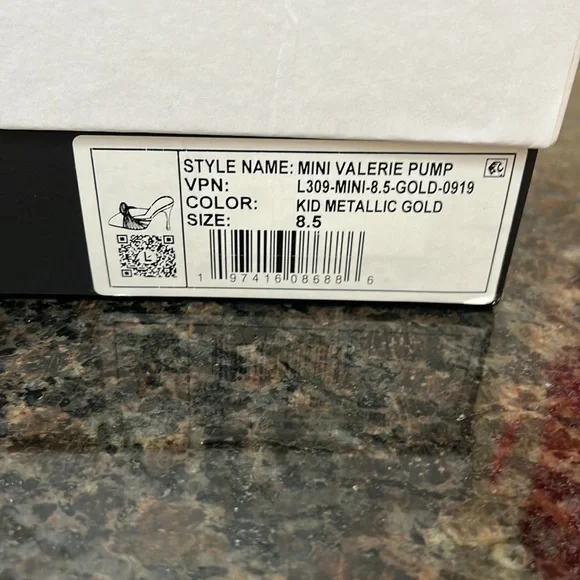 STYLE NAME: MINI VALERIE PUMP
VPN: L309-MINI-8.5-GOLD-0919
COLOR: KID METALLIC GOLD
SIZE: 8.5
L
1 97416 08688 6